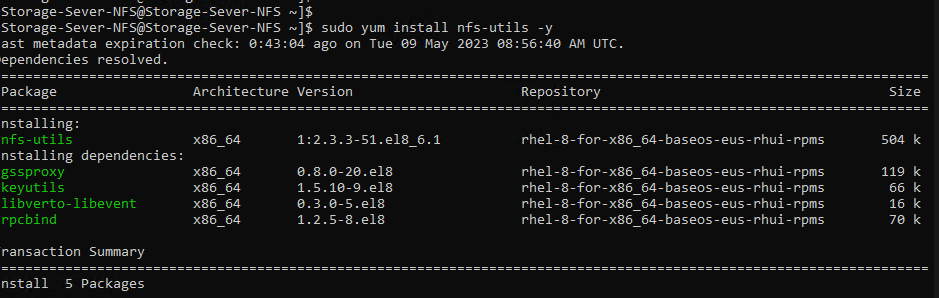 Storage-Sever-NFS@Storage-Sever-NFS ~]$
Storage-Sever-NFS@Storage-Sever-NFS ~]$ sudo yum install nfs-utils -y
ast metadata expiration check: 0:43:04 ago on Tue 09 May 2023 08:56:40 AM UTC.
ependencies resolved.
================================================================================
Package Architecture Version Repository Size
================================================================================
nstalling:
nfs-utils x86_64 1:2.3.3-51.el8_6.1 rhel-8-for-x86_64-baseos-eus-rhui-rpms 504 k
nstalling dependencies:
gssproxy x86_64 0.8.0-20.el8 rhel-8-for-x86_64-baseos-eus-rhui-rpms 119 k
keyutils x86_64 1.5.10-9.el8 rhel-8-for-x86_64-baseos-eus-rhui-rpms 66 k
libverto-libevent x86_64 0.3.0-5.el8 rhel-8-for-x86_64-baseos-eus-rhui-rpms 16 k
rpcbind x86_64 1.2.5-8.el8 rhel-8-for-x86_64-baseos-eus-rhui-rpms 70 k
ransaction Summary
================================================================================
nstall 5 Packages